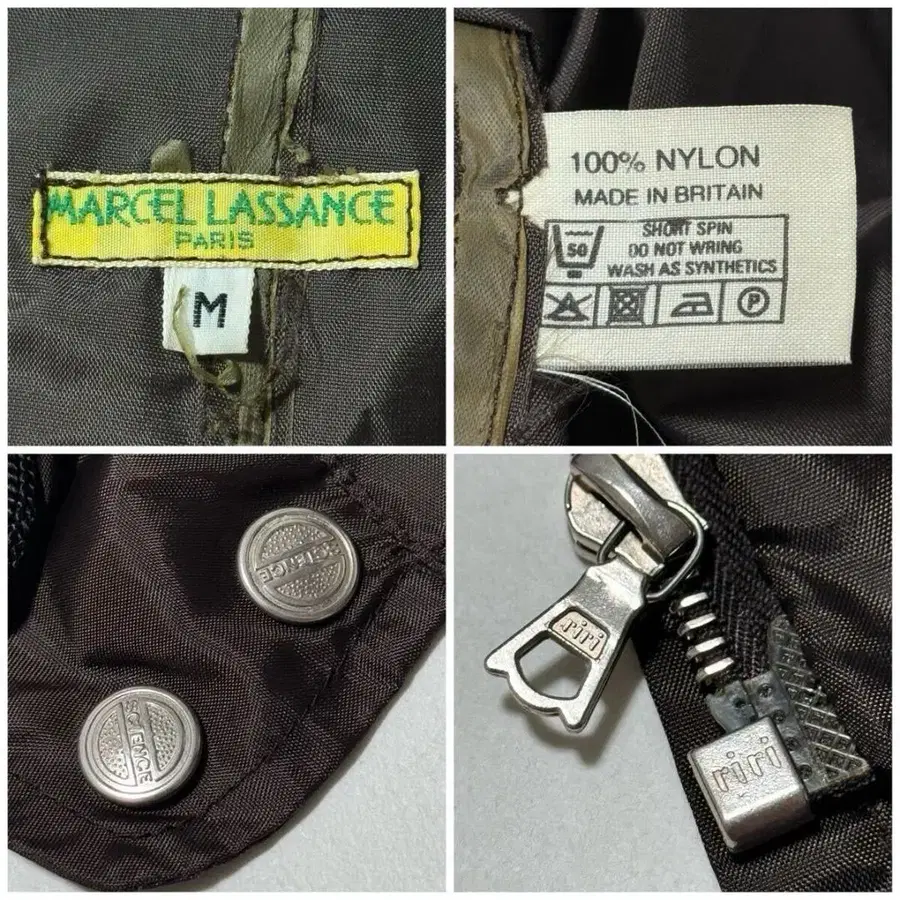 MARCEL LASSANCE
PARIS
M
100% NYLON
MADE IN BRITAIN
50
SHORT SPIN
DO NOT WRING
WASH AS SYNTHETICS
P
SCIENCE
SCIENCE
riri
riri